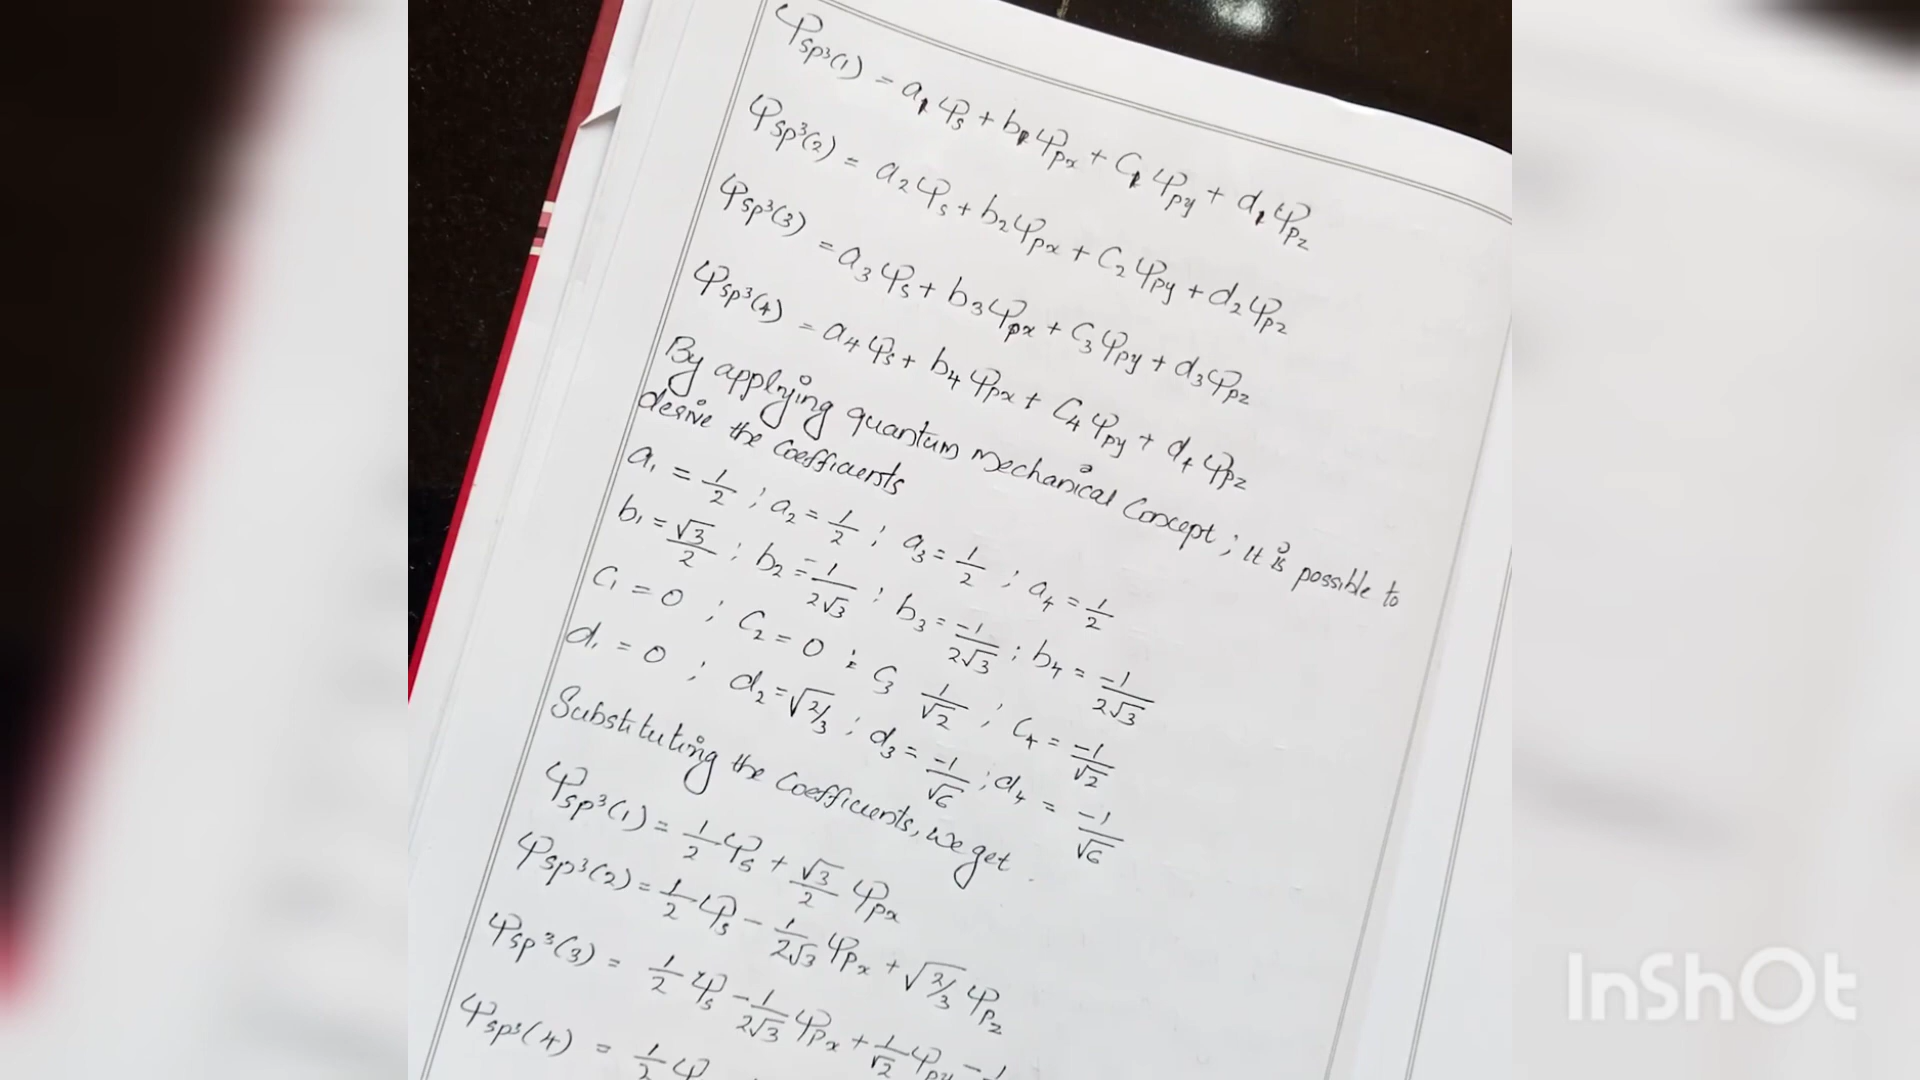 ψsp³(1) = a₁ψs + b₁ψpx + C₁ψpy + d₁ψpz
ψsp³(2) = a₂ψs + b₂ψpx + C₂ψpy + d₂ψpz
ψsp³(3) = a₃ψs + b₃ψpx + C₃ψpy + d₃ψpz
ψsp³(4) = a₄ψs + b₄ψpx + C₄ψpy + d₄ψpz
By applying quantum mechanical Concept ; it is possible to
derive the coefficients
a₁ = 1/2 ; a₂ = 1/2 ; a₃ = 1/2 ; a₄ = 1/2
b₁ = √3/2 ; b₂ = -1/2√3 ; b₃ = -1/2√3 ; b₄ = -1/2√3
C₁ = 0 ; C₂ = 0 ; C₃ 1/√2 ; C₄ = -1/√2
d₁ = 0 ; d₂ = √2/3 ; d₃ = -1/√6 ; d₄ = -1/√6
Substituting the coefficients, we get .
ψsp³(1) = 1/2 ψs + √3/2 ψpx
ψsp³(2) = 1/2 ψs - 1/2√3 ψpx + √2/3 ψpz
ψsp³(3) = 1/2 ψs - 1/2√3 ψpx + 1/√2 ψpy -
ψsp³(4) = 1/2 ψ
InShOt